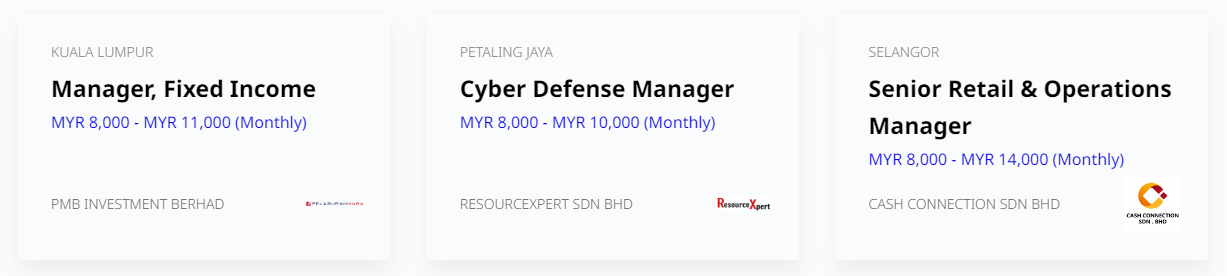 KUALA LUMPUR
Manager, Fixed Income
MYR 8,000 - MYR 11,000 (Monthly)
PMB INVESTMENT BERHAD
PELABURAN MARA
PETALING JAYA
Cyber Defense Manager
MYR 8,000 - MYR 10,000 (Monthly)
RESOURCEXPERT SDN BHD
ResourceXpert
SELANGOR
Senior Retail & Operations
Manager
MYR 8,000 - MYR 14,000 (Monthly)
CASH CONNECTION SDN BHD
CASH CONNECTION
SDN . BHD